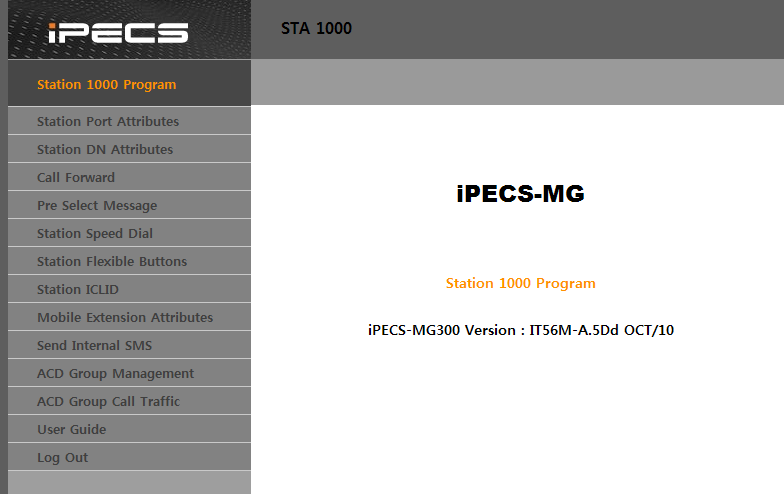 iPECS
STA 1000
Station 1000 Program
Station Port Attributes
Station DN Attributes
Call Forward
Pre Select Message
Station Speed Dial
Station Flexible Buttons
Station ICLID
Mobile Extension Attributes
Send Internal SMS
ACD Group Management
ACD Group Call Traffic
User Guide
Log Out
iPECS-MG
Station 1000 Program
iPECS-MG300 Version : IT56M-A.5Dd OCT/10